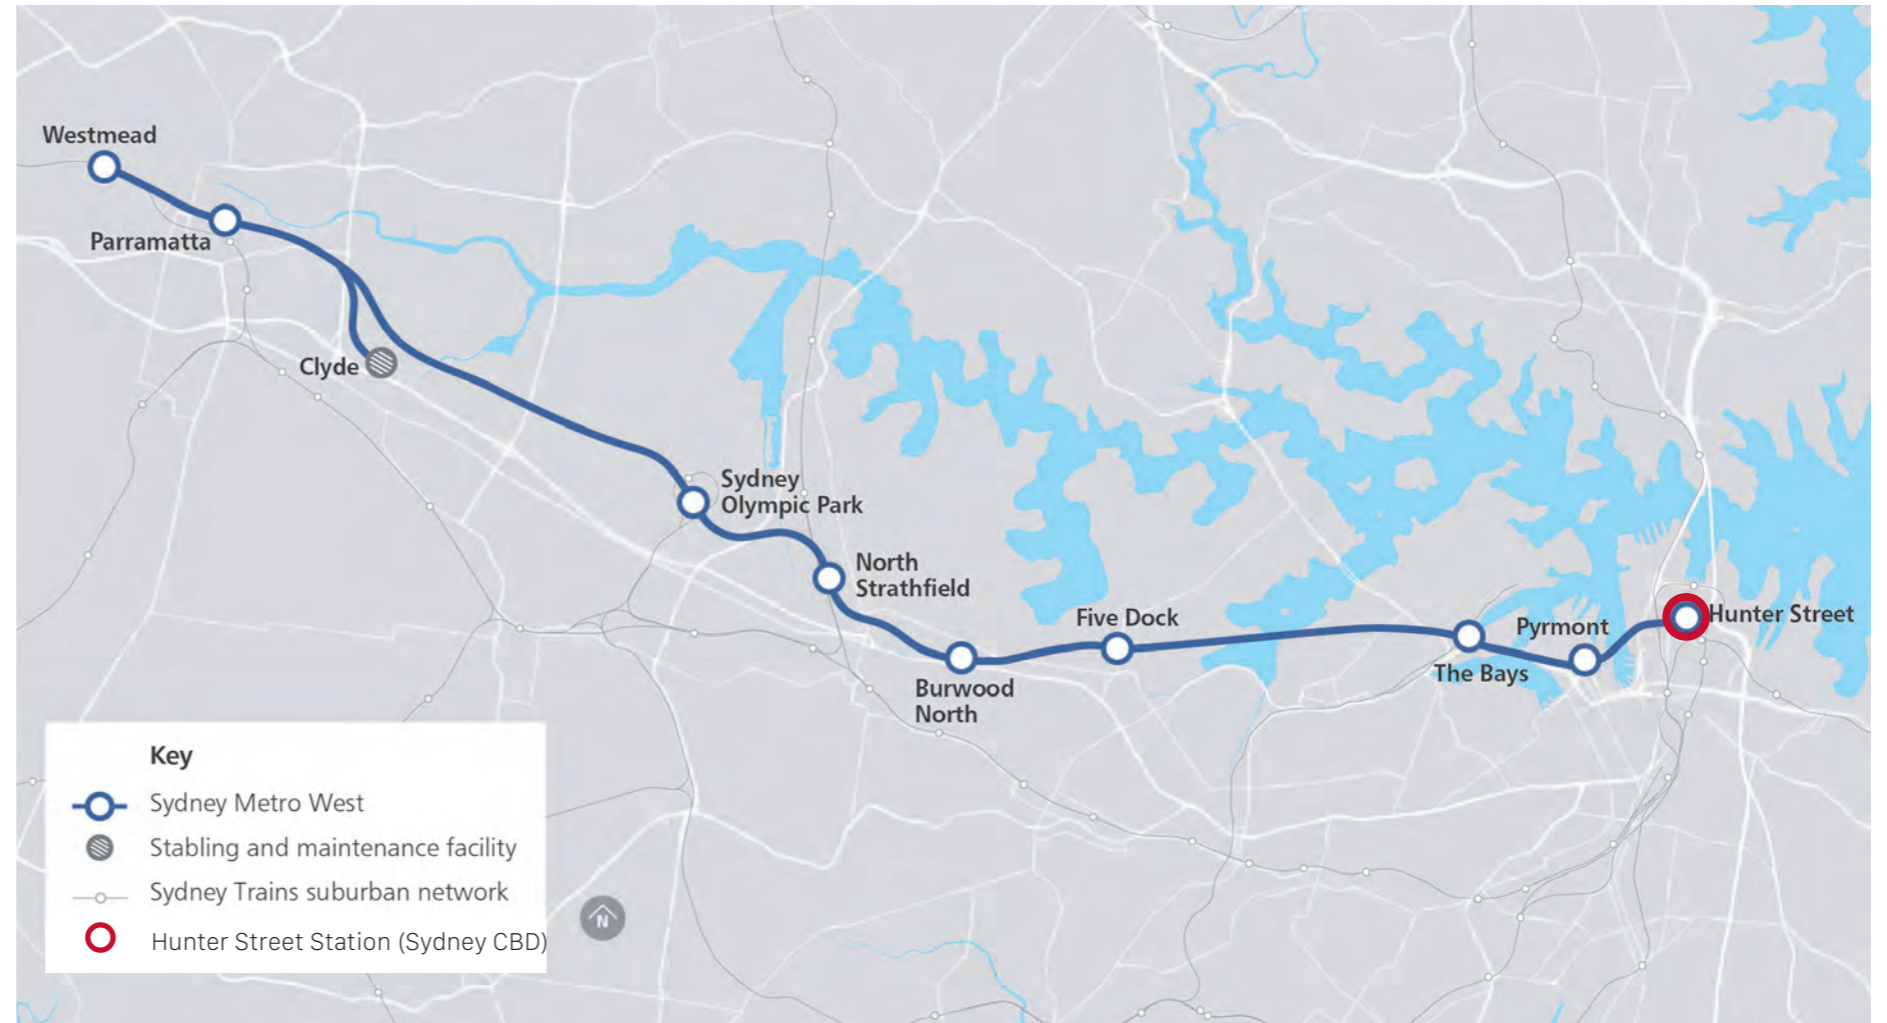 Westmead
Parramatta
Clyde
Sydney
Olympic Park
North
Strathfield
Burwood
North
Five Dock
The Bays
Pyrmont
Hunter Street
Key
Sydney Metro West
Stabling and maintenance facility
Sydney Trains suburban network
Hunter Street Station (Sydney CBD)
N